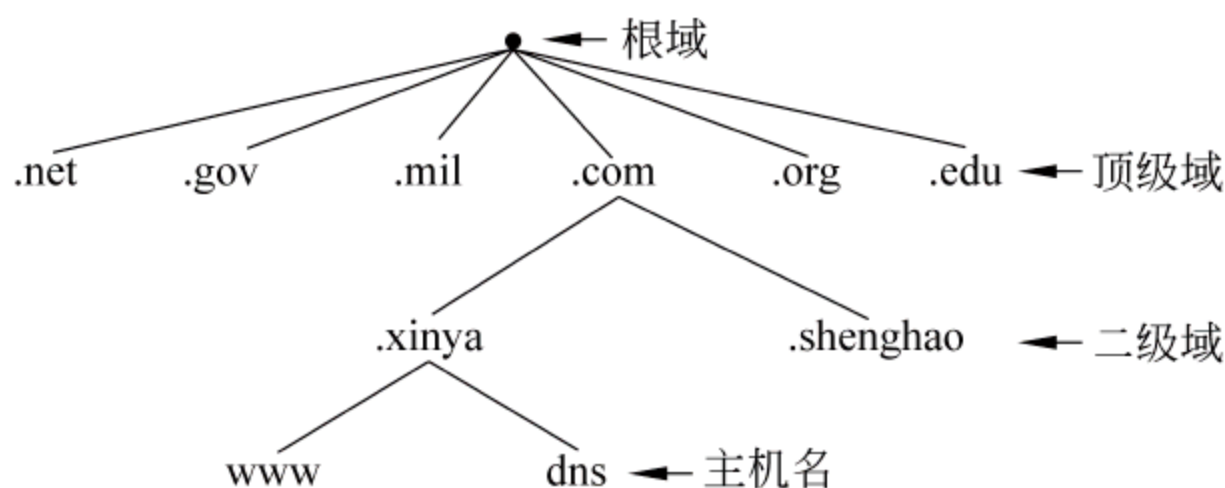 根域
.net .gov .mil .com .org .edu 顶级域
.xinya .shenghao 二级域
www dns 主机名